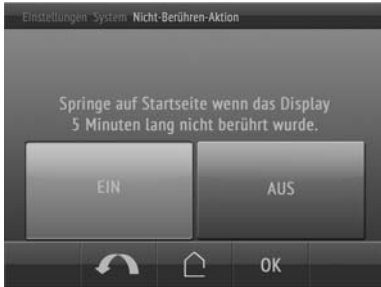 Einstellungen System Nicht-Berühren-Aktion
Springe auf Startseite wenn das Display
5 Minuten lang nicht berührt wurde.
EIN AUS
OK